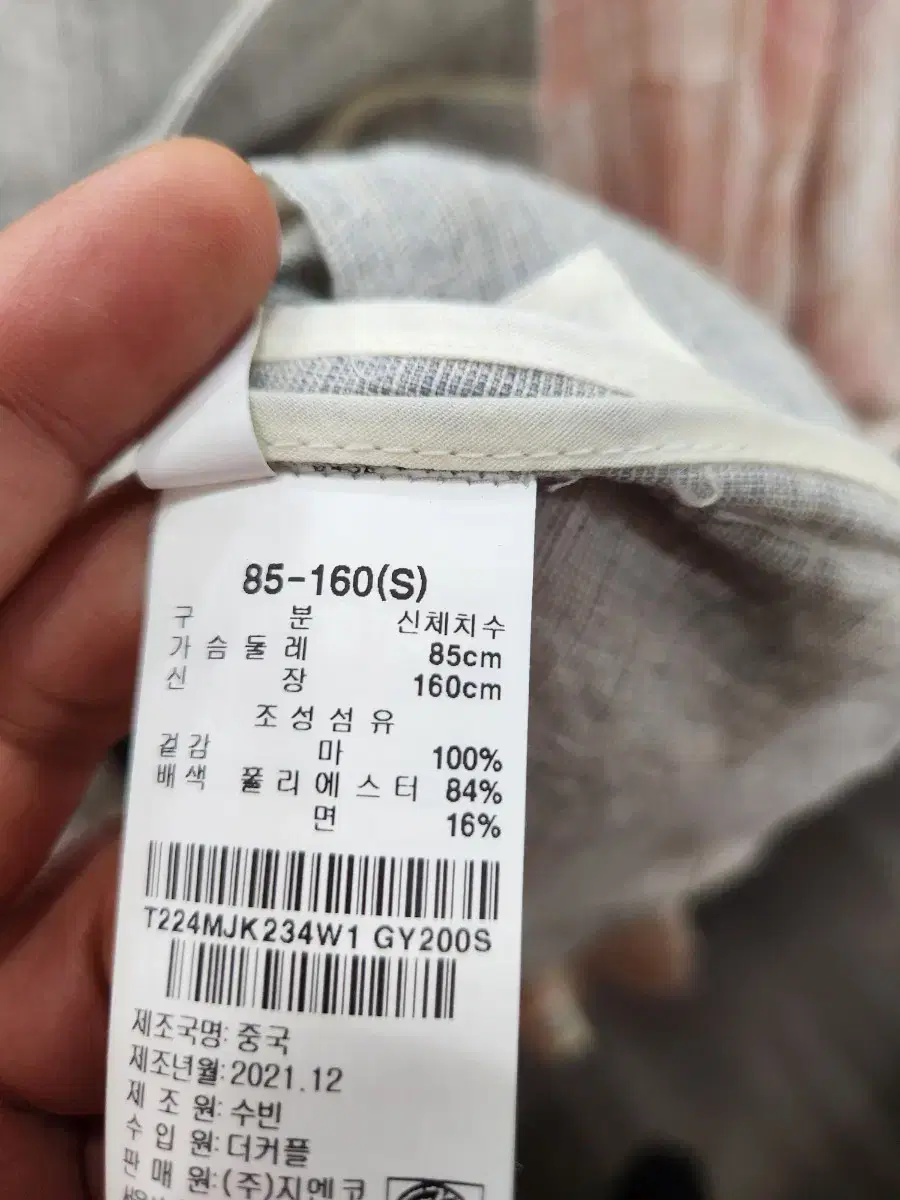 85-160(S)
구 분 신체치수
가슴둘레 85cm
신 장 160cm
조성섬유
겉감 마 100%
배색 폴리에스터 84%
면 16%
T224MJK234W1 GY200S
제조국명: 중국
제조년월: 2021.12
제 조 원: 수빈
수 입 원: 더커플
판 매 원: (주)지엔코